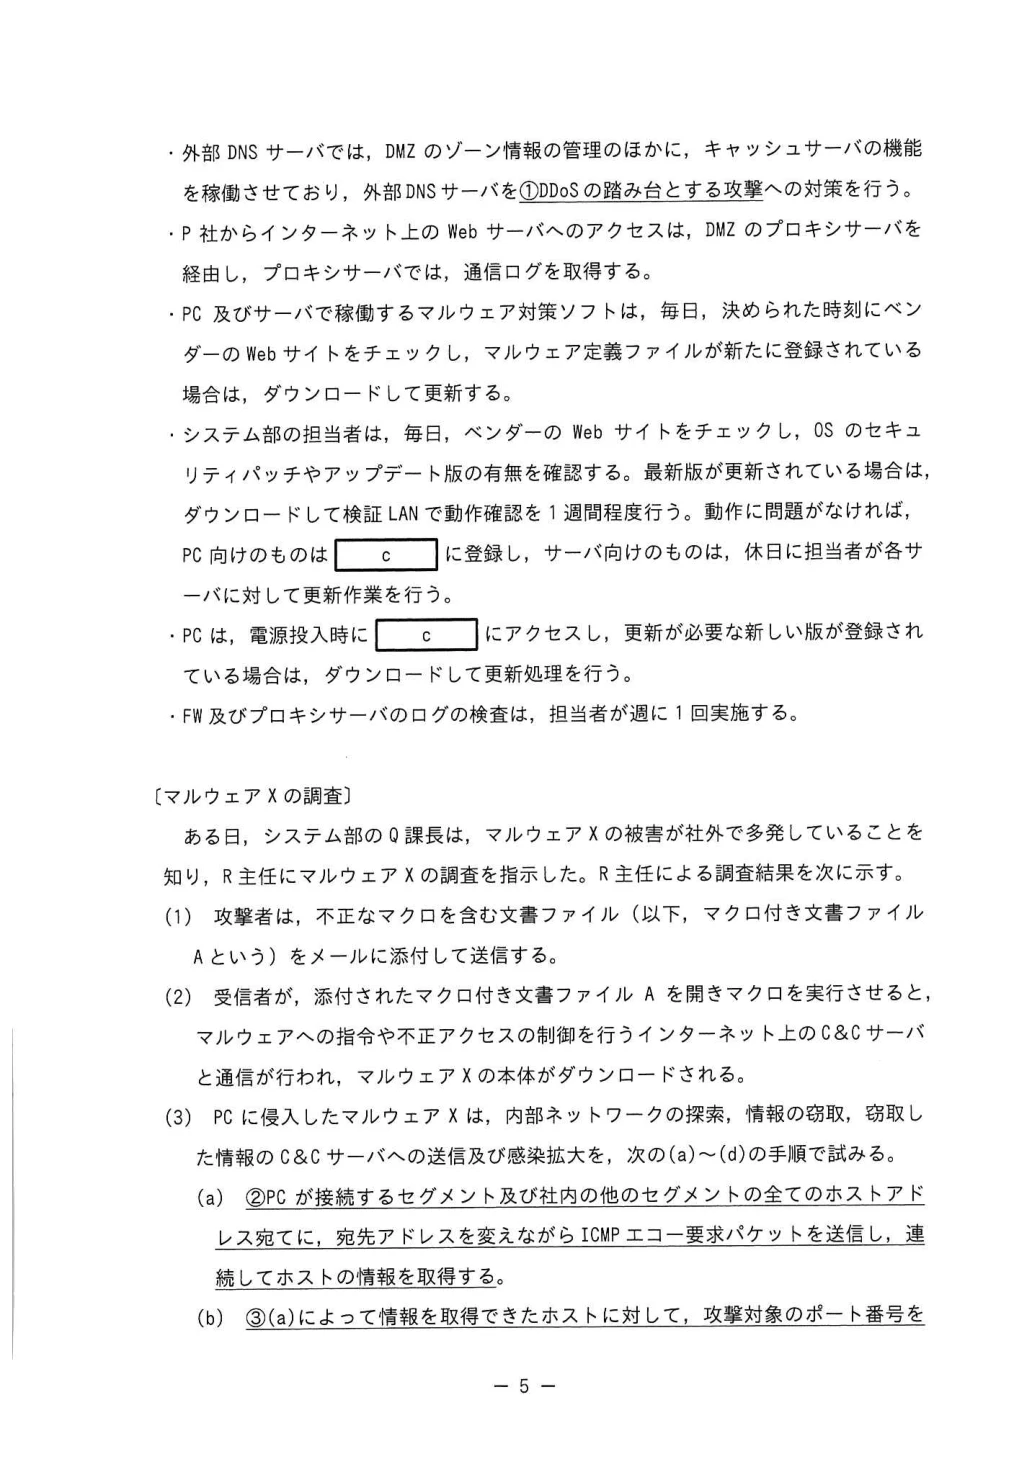 ・外部 DNS サーバでは，DMZ のゾーン情報の管理のほかに，キャッシュサーバの機能
を稼働させており，外部 DNS サーバを①DDoS の踏み台とする攻撃への対策を行う。
・P 社からインターネット上の Web サーバへのアクセスは，DMZ のプロキシサーバを
経由し，プロキシサーバでは，通信ログを取得する。
・PC 及びサーバで稼働するマルウェア対策ソフトは，毎日，決められた時刻にベン
ダーの Web サイトをチェックし，マルウェア定義ファイルが新たに登録されている
場合は，ダウンロードして更新する。
・システム部の担当者は，毎日，ベンダーの Web サイトをチェックし，OS のセキュ
リティパッチやアップデート版の有無を確認する。最新版が更新されている場合は，
ダウンロードして検証 LAN で動作確認を 1 週間程度行う。動作に問題がなければ，
PC 向けのものは c に登録し，サーバ向けのものは，休日に担当者が各サ
ーバに対して更新作業を行う。
・PC は，電源投入時に c にアクセスし，更新が必要な新しい版が登録され
ている場合は，ダウンロードして更新処理を行う。
・FW 及びプロキシサーバのログの検査は，担当者が週に 1 回実施する。
〔マルウェア X の調査〕
ある日，システム部の Q 課長は，マルウェア X の被害が社外で多発していることを
知り，R 主任にマルウェア X の調査を指示した。R 主任による調査結果を次に示す。
(1) 攻撃者は，不正なマクロを含む文書ファイル（以下，マクロ付き文書ファイル
A という）をメールに添付して送信する。
(2) 受信者が，添付されたマクロ付き文書ファイル A を開きマクロを実行させると，
マルウェアへの指令や不正アクセスの制御を行うインターネット上の C&C サーバ
と通信が行われ，マルウェア X の本体がダウンロードされる。
(3) PC に侵入したマルウェア X は，内部ネットワークの探索，情報の窃取，窃取し
た情報の C&C サーバへの送信及び感染拡大を，次の(a)～(d)の手順で試みる。
(a) ②PC が接続するセグメント及び社内の他のセグメントの全てのホストアド
レス宛てに，宛先アドレスを変えながら ICMP エコー要求パケットを送信し，連
続してホストの情報を取得する。
(b) ③(a)によって情報を取得できたホストに対して，攻撃対象のポート番号を
－ 5 －